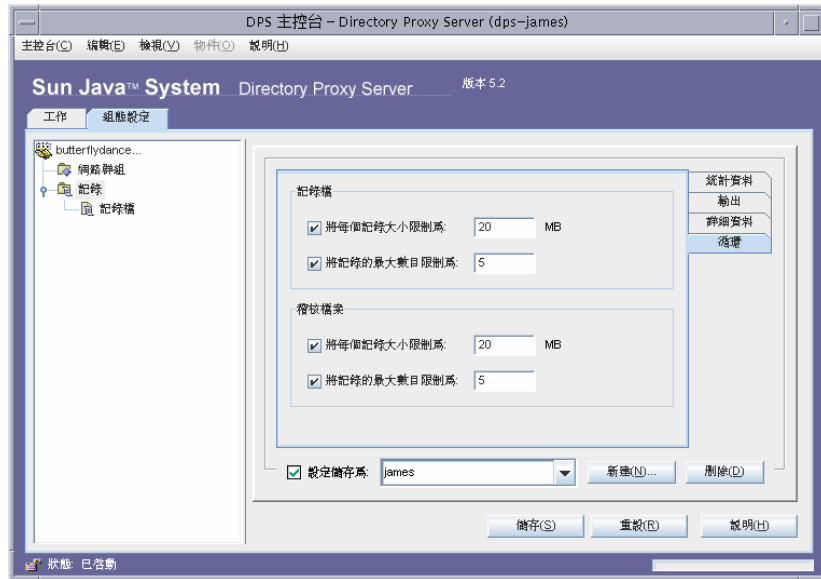 DPS 主控台 – Directory Proxy Server (dps-james)
主控台(C) 編輯(E) 檢視(V) 物件(O) 說明(H)
Sun Java™ System Directory Proxy Server 版本 5.2
工作 組態設定
butterflydance...
網路群組
記錄
記錄檔
統計資料
輸出
詳細資料
循環
記錄檔
將每個記錄大小限制為: 20 MB
將記錄的最大數目限制為: 5
稽核檔案
將每個記錄大小限制為: 20 MB
將記錄的最大數目限制為: 5
設定儲存為: james 新建(N)... 刪除(D)
儲存(S) 重設(R) 說明(H)
狀態: 已啓動